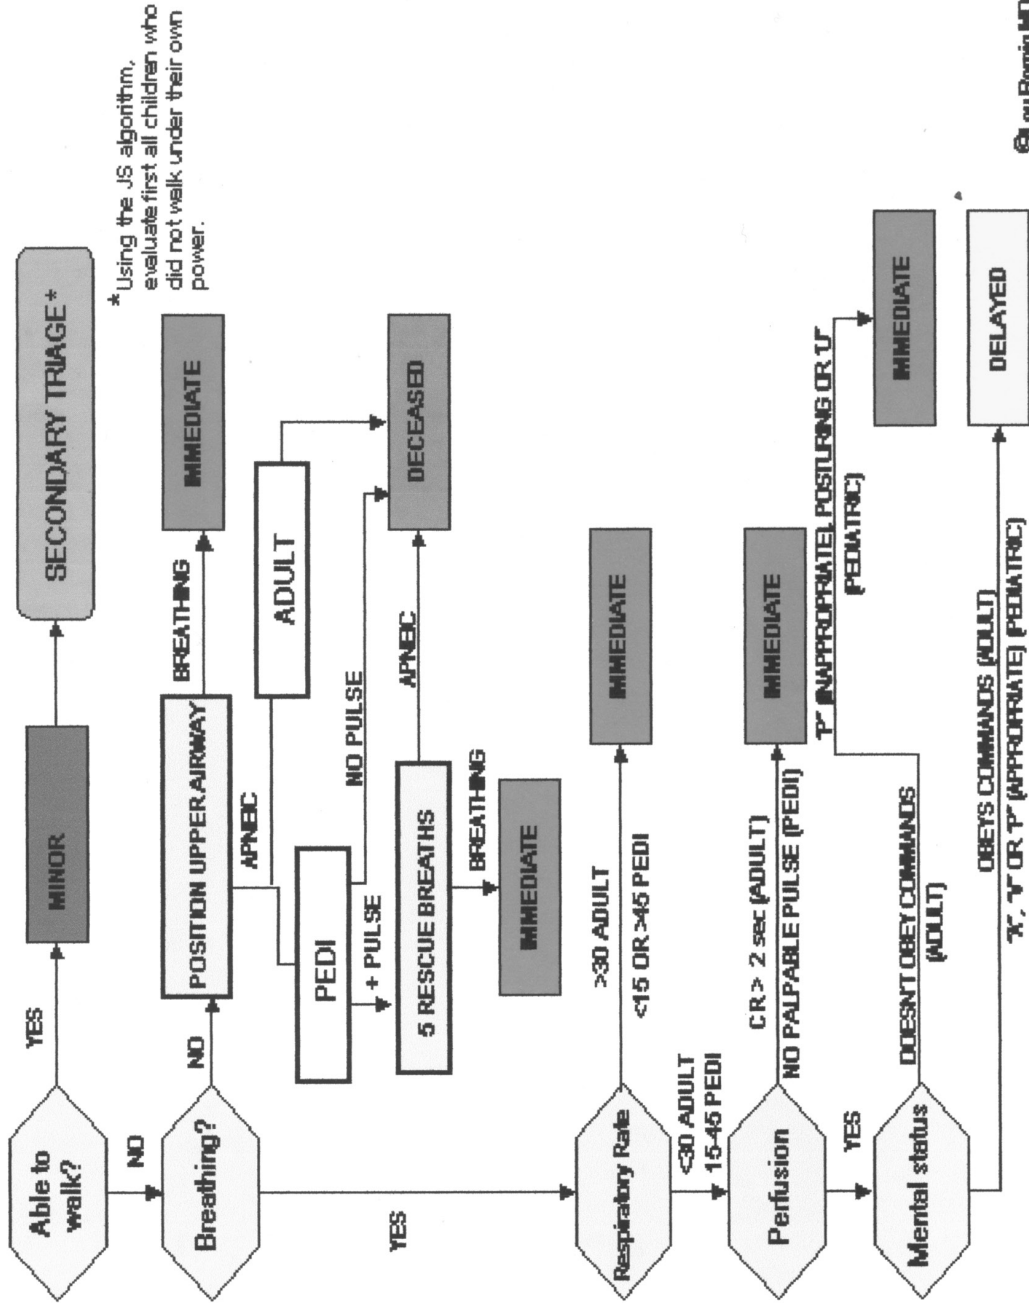 Able to
walk?
YES
MINOR
SECONDARY TRIAGE*
*Using the JS algorithm,
evaluate first all children who
did not walk under their own
power.
NO
Breathing?
NO
POSITION UPPER AIRWAY
BREATHING
IMMEDIATE
APNEIC
ADULT
PEDI
NO PULSE
DECEASED
+ PULSE
5 RESCUE BREATHS
APNEIC
BREATHING
IMMEDIATE
YES
Respiratory Rate
>30 ADULT
<15 OR >45 PEDI
IMMEDIATE
<30 ADULT
15-45 PEDI
Perfusion
CR > 2 sec (ADULT)
NO PALPABLE PULSE (PEDI)
IMMEDIATE
YES
Mental status
DOESN'T OBEY COMMANDS
(ADULT)
"P" (INAPPROPRIATE), POSTURING OR "U"
(PEDIATRIC)
IMMEDIATE
OBEYS COMMANDS (ADULT)
"A", "V" OR "P" (APPROPRIATE) (PEDIATRIC)
DELAYED
©Lou Romig MD